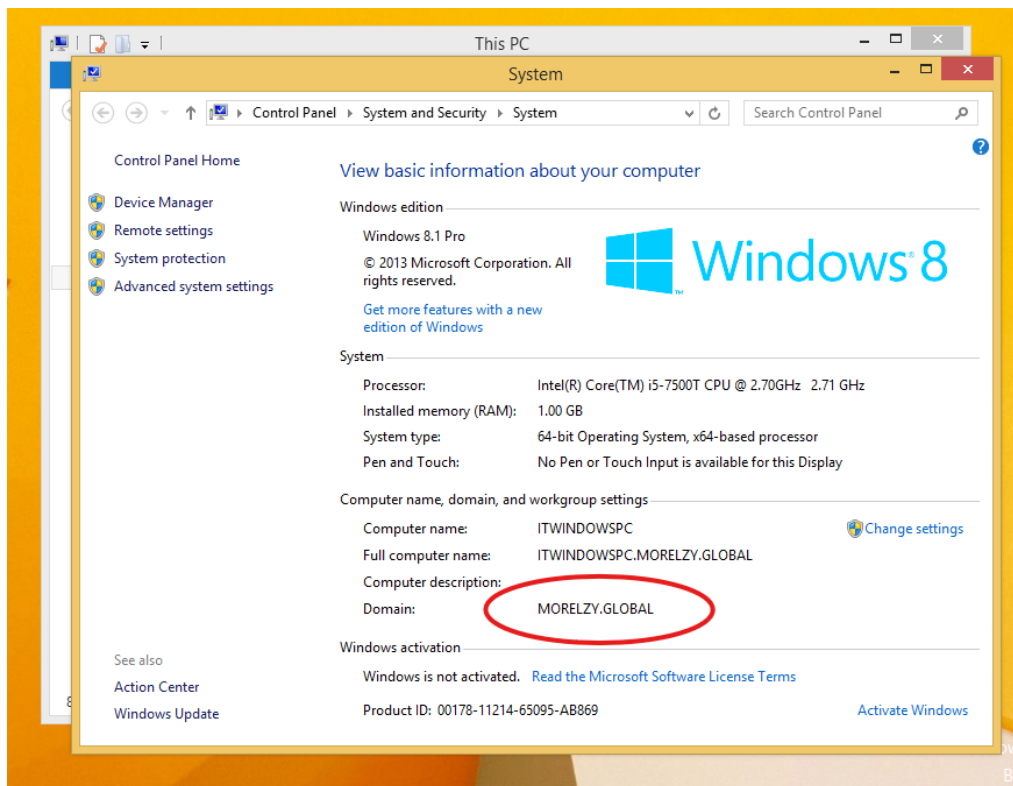 This PC
System
Control Panel System and Security System
Search Control Panel
Control Panel Home
Device Manager
Remote settings
System protection
Advanced system settings
See also
Action Center
Windows Update
View basic information about your computer
Windows edition
Windows 8.1 Pro
© 2013 Microsoft Corporation. All
rights reserved.
Get more features with a new
edition of Windows
Windows 8
System
Processor: Intel(R) Core(TM) i5-7500T CPU @ 2.70GHz 2.71 GHz
Installed memory (RAM): 1.00 GB
System type: 64-bit Operating System, x64-based processor
Pen and Touch: No Pen or Touch Input is available for this Display
Computer name, domain, and workgroup settings
Computer name: ITWINDOWSPC
Change settings
Full computer name: ITWINDOWSPC.MORELZY.GLOBAL
Computer description:
Domain: MORELZY.GLOBAL
Windows activation
Windows is not activated. Read the Microsoft Software License Terms
Product ID: 00178-11214-65095-AB869
Activate Windows